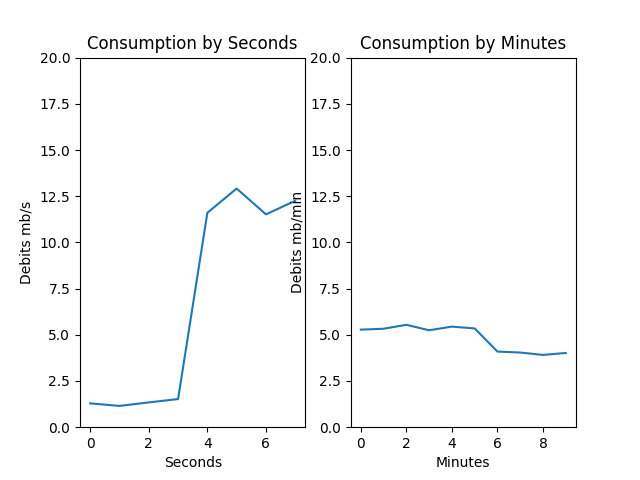 Consumption by Seconds
20.0
17.5
15.0
12.5
10.0
7.5
5.0
2.5
0.0
Debits mb/s
0 2 4 6
Seconds
Consumption by Minutes
20.0
17.5
15.0
12.5
10.0
7.5
5.0
2.5
0.0
Debits mb/mn
0 2 4 6 8
Minutes